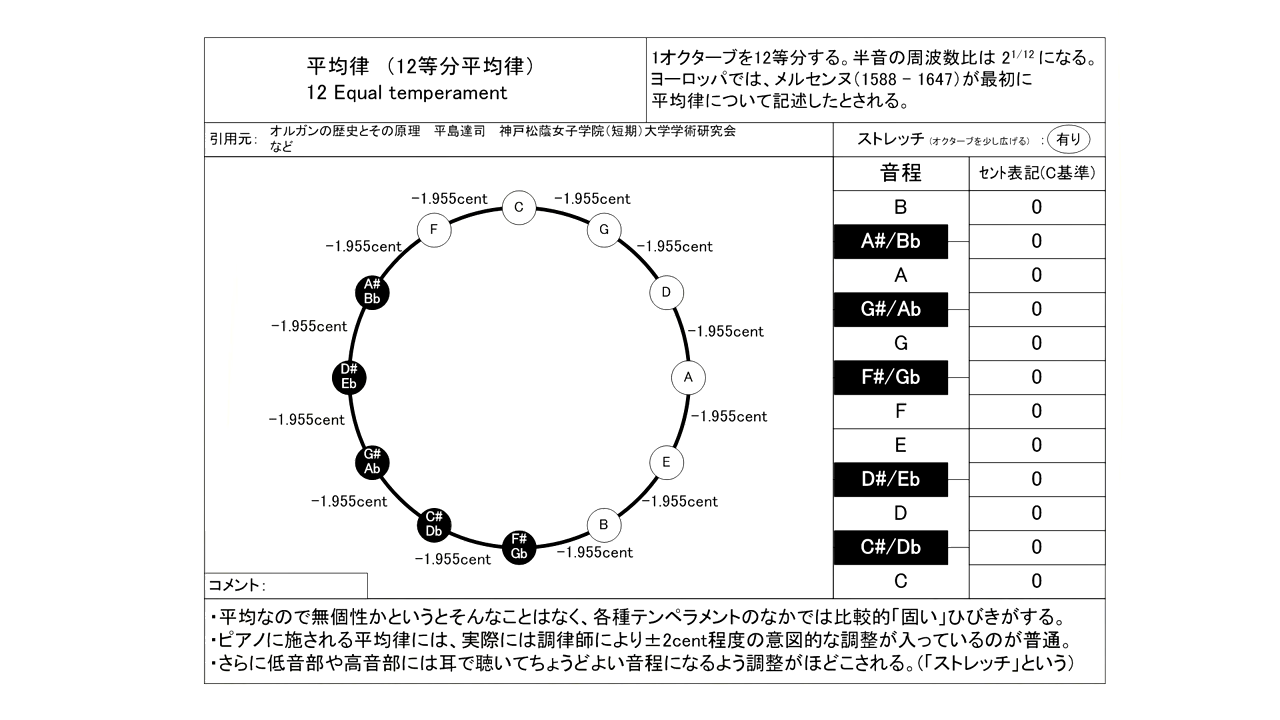 平均律 （12等分平均律）
12 Equal temperament
1オクターブを12等分する。半音の周波数比は 2^1/12 になる。
ヨーロッパでは、メルセンヌ（1588 - 1647）が最初に
平均律について記述したとされる。
引用元： オルガンの歴史とその原理　平島達司　神戸松蔭女子学院（短期）大学学術研究会
など
ストレッチ （オクターブを少し広げる） ： 有り
音程 セント表記（C基準）
B 0
A#/Bb 0
A 0
G#/Ab 0
G 0
F#/Gb 0
F 0
E 0
D#/Eb 0
D 0
C#/Db 0
C 0
-1.955cent
C
-1.955cent
F
G
-1.955cent
-1.955cent
A#
Bb
D
-1.955cent
-1.955cent
D#
Eb
A
-1.955cent
-1.955cent
G#
Ab
E
-1.955cent
-1.955cent
C#
Db
B
F#
Gb
-1.955cent
-1.955cent
コメント：
・平均なので無個性かというとそんなことはなく、各種テンペラメントのなかでは比較的「固い」ひびきがする。
・ピアノに施される平均律には、実際には調律師により±2cent程度の意図的な調整が入っているのが普通。
・さらに低音部や高音部には耳で聴いてちょうどよい音程になるよう調整がほどこされる。（「ストレッチ」という）